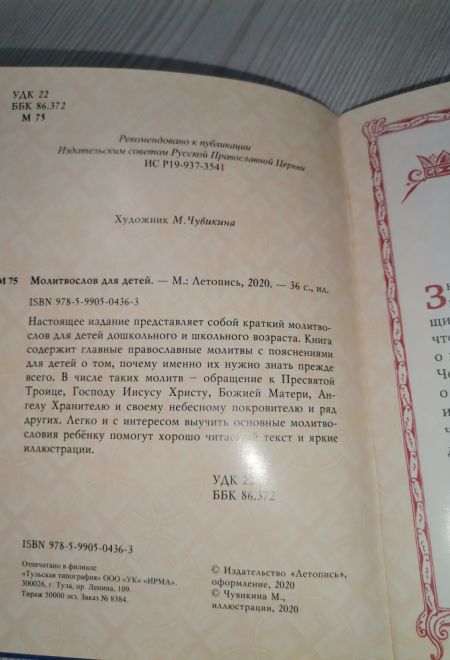 УДК 22
ББК 86.372
М 75
Рекомендовано к публикации
Издательским советом Русской Православной Церкви
ИС Р19-937-3541
Художник М.Чувикина
М 75 Молитвослов для детей. — М.: Летопись, 2020. — 36 с., ил.
ISBN 978-5-9905-0436-3
Настоящее издание представляет собой краткий молитво-
слов для детей дошкольного и школьного возраста. Книга
содержит главные православные молитвы с пояснениями
для детей о том, почему именно их нужно знать прежде
всего. В числе таких молитв – обращение к Пресвятой
Троице, Господу Иисусу Христу, Божией Матери, Ан-
гелу Хранителю и своему небесному покровителю и ряд
других. Легко и с интересом выучить основные молитво-
словия ребёнку помогут хорошо читаемый текст и яркие
иллюстрации.
УДК 22
ББК 86.372
ISBN 978-5-9905-0436-3
Отпечатано в филиале
«Тульская типография» ООО «УК» «ИРМА».
300026, г. Тула, пр. Ленина, 109.
Тираж 50000 экз. Заказ № 8384.
© Издательство «Летопись»,
оформление, 2020
© Чувикина М.,
иллюстрации, 2020
З
щи
что
о
Че
о
и
ч